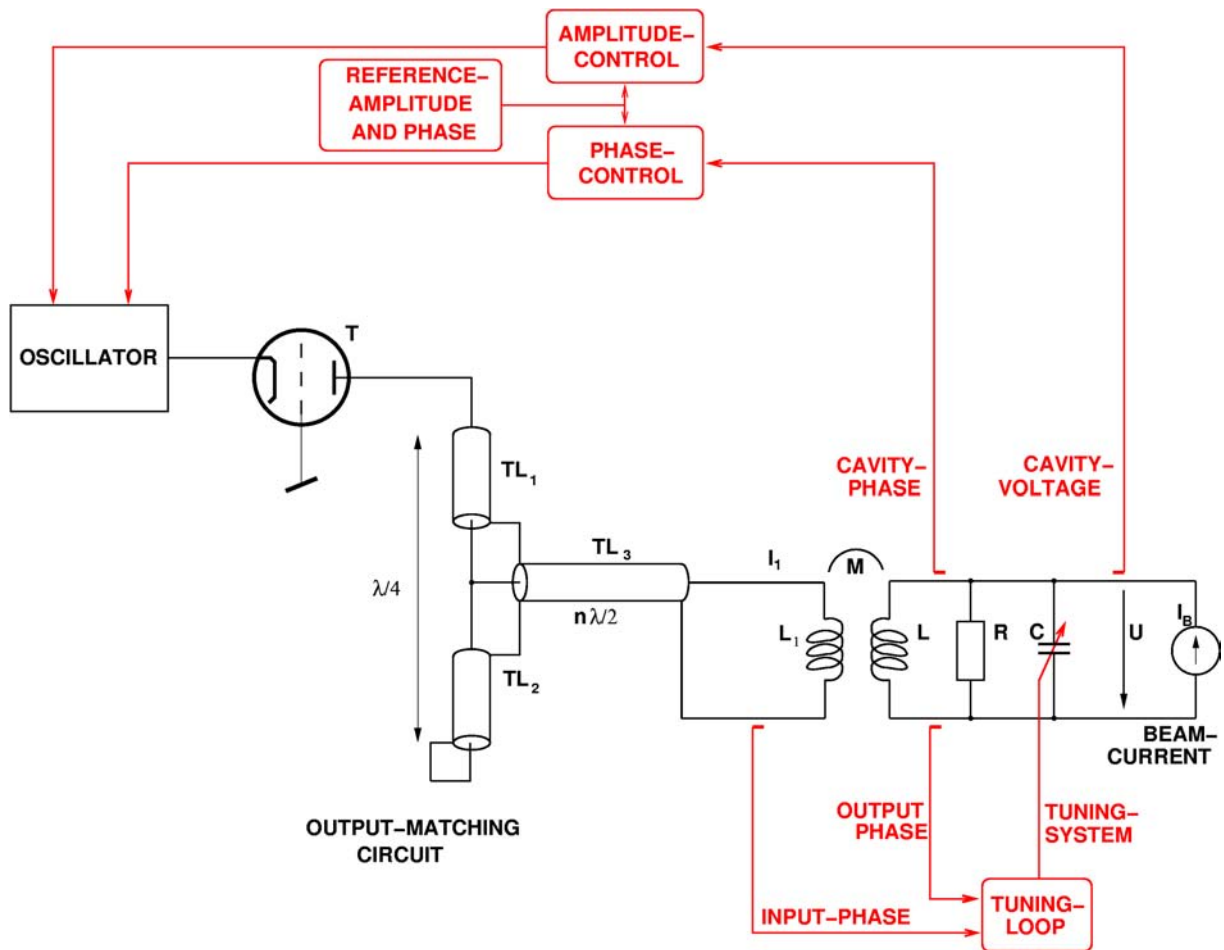 AMPLITUDE–
CONTROL
REFERENCE–
AMPLITUDE
AND PHASE
PHASE–
CONTROL
OSCILLATOR
T
TL1
λ/4
TL3
nλ/2
TL2
OUTPUT–MATCHING
CIRCUIT
CAVITY–
PHASE
CAVITY–
VOLTAGE
I1
M
L1
L
R
C
U
IB
BEAM–
CURRENT
OUTPUT
PHASE
TUNING–
SYSTEM
INPUT–PHASE
TUNING–
LOOP